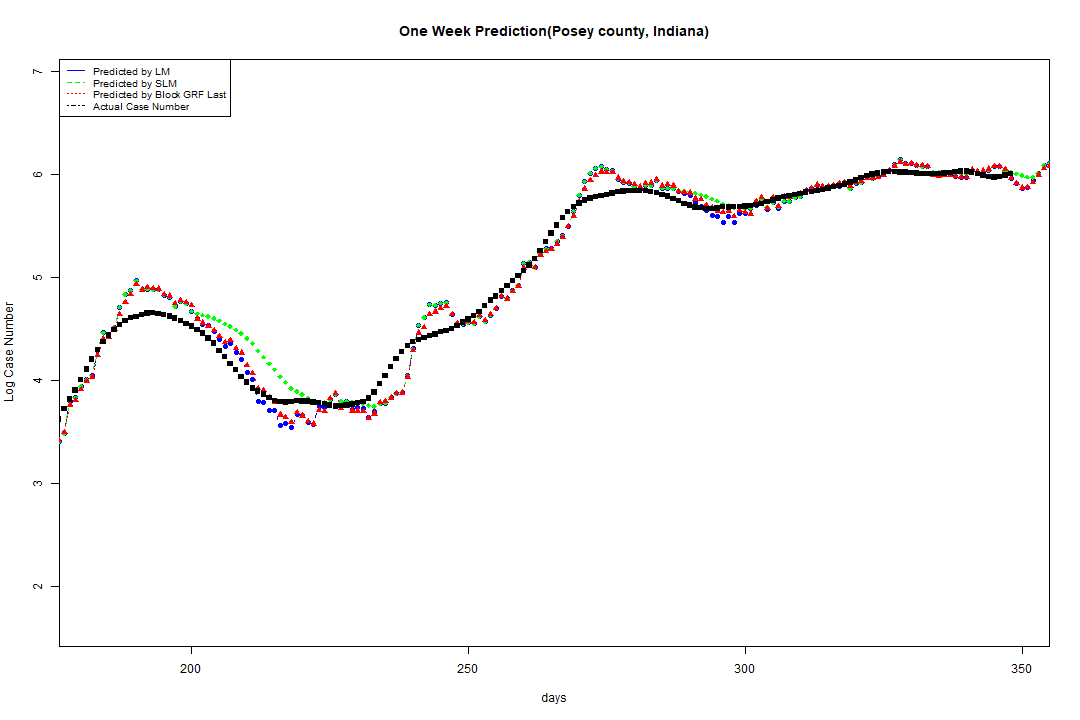 One Week Prediction(Posey county, Indiana)
Predicted by LM
Predicted by SLM
Predicted by Block GRF Last
Actual Case Number
7
6
5
4
3
2
Log Case Number
200
250
300
350
days